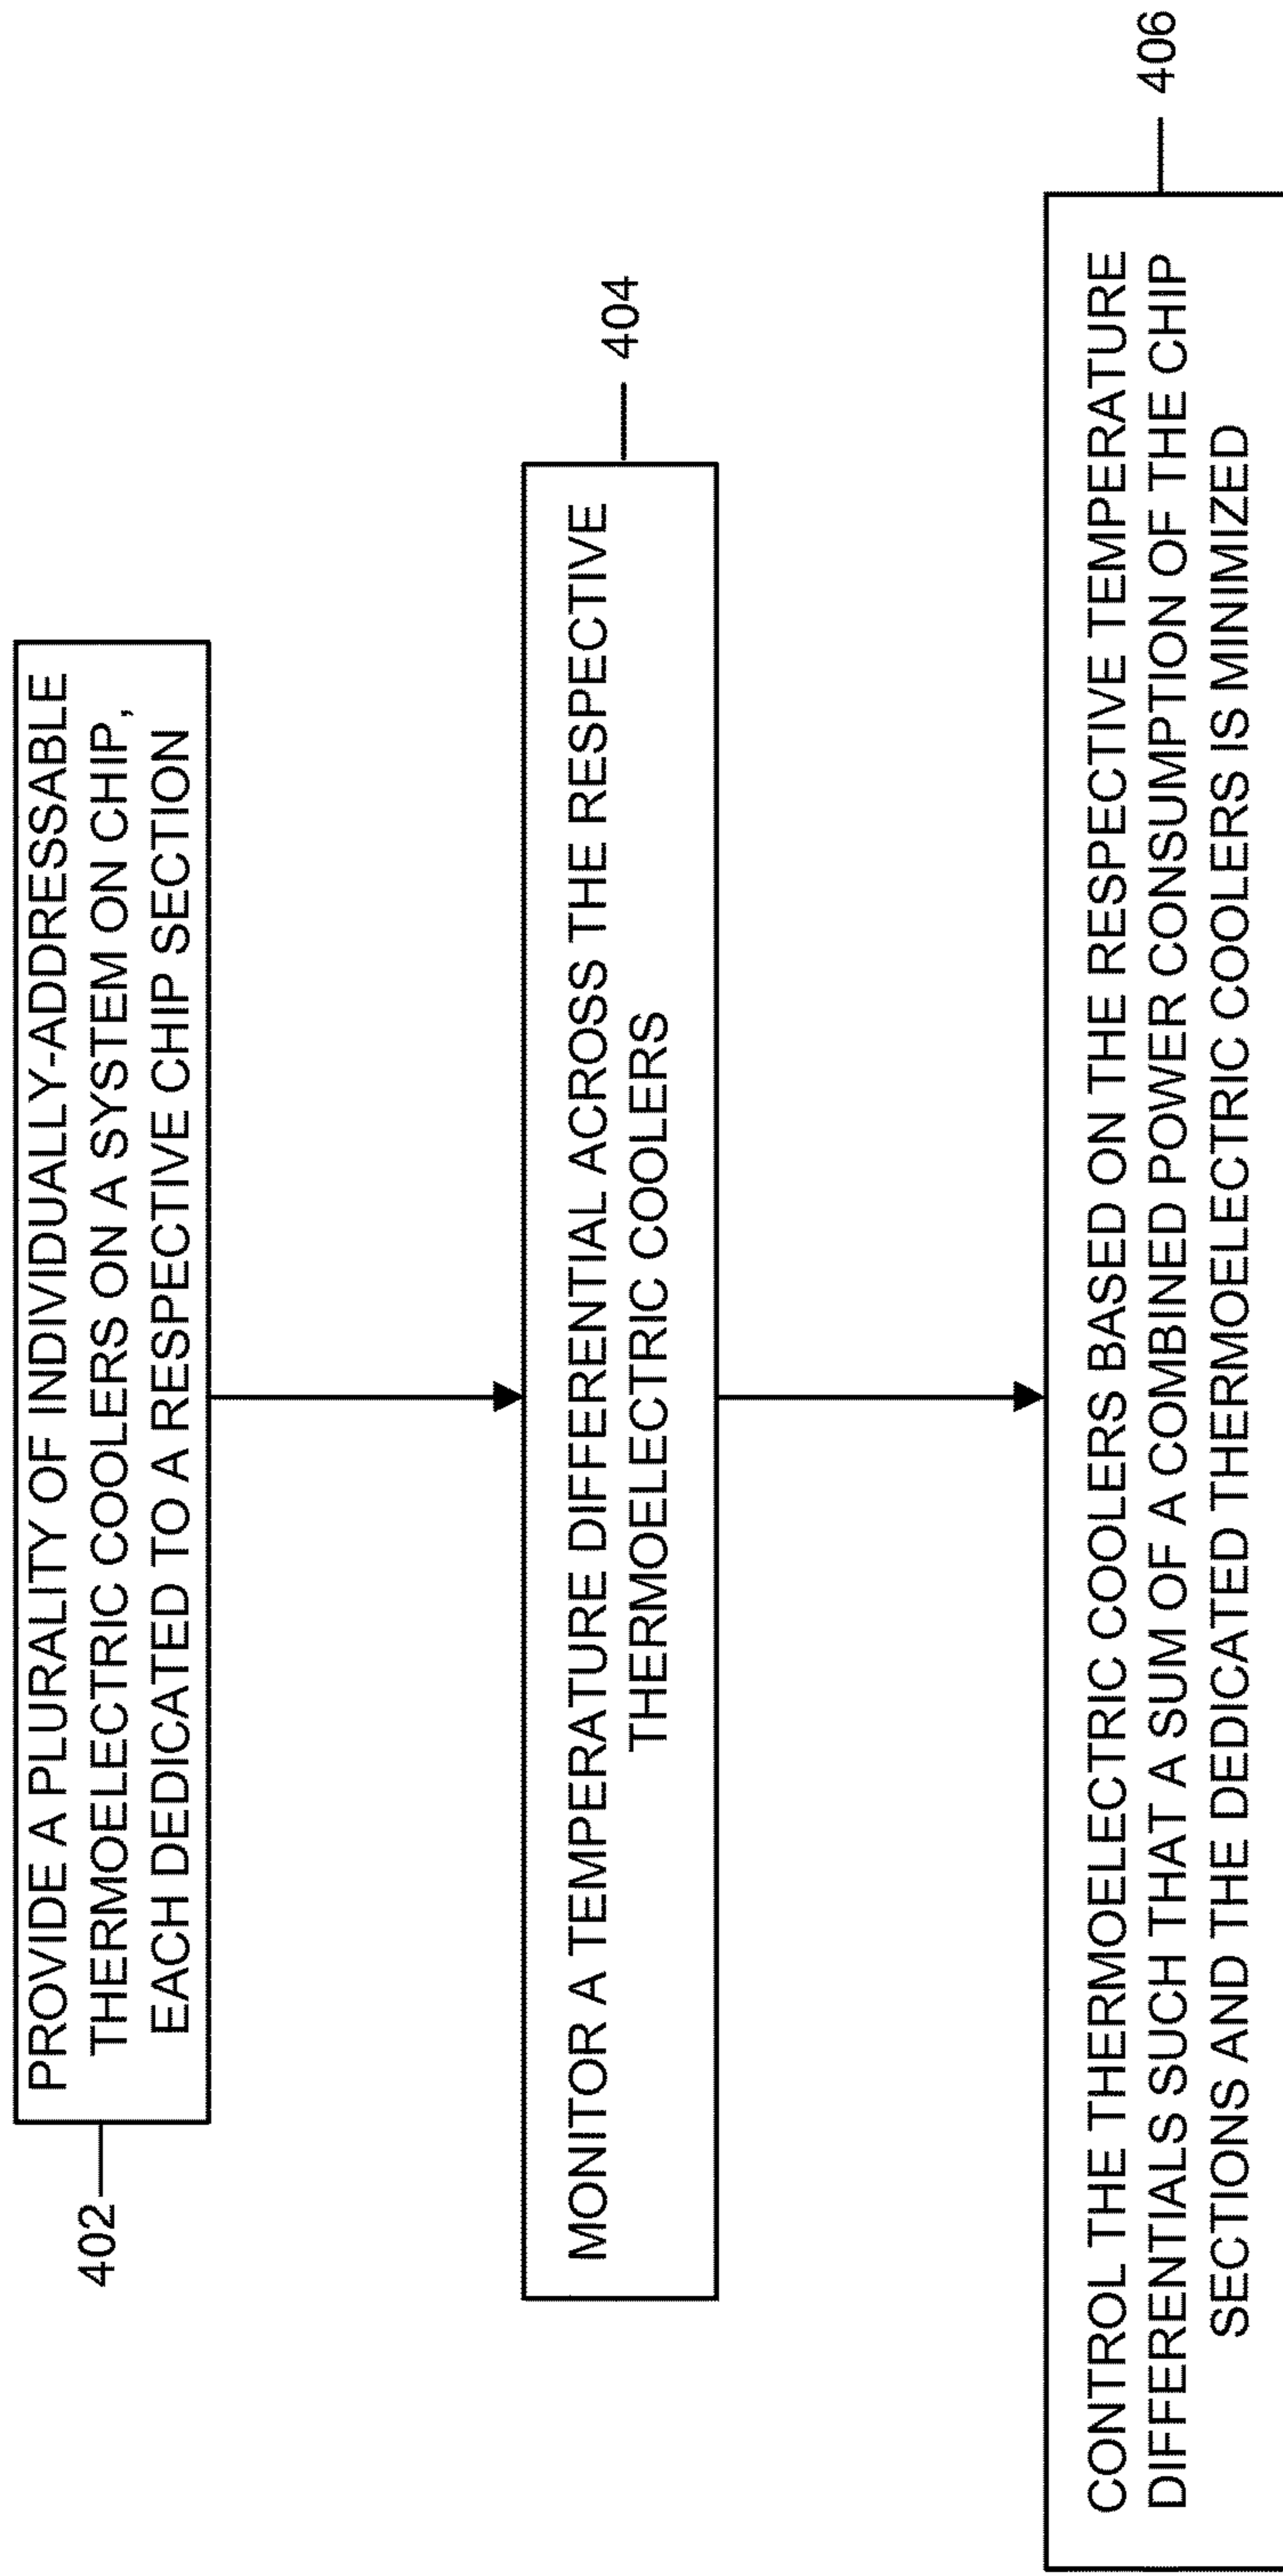 402
PROVIDE A PLURALITY OF INDIVIDUALLY-ADDRESSABLE
THERMOELECTRIC COOLERS ON A SYSTEM ON CHIP,
EACH DEDICATED TO A RESPECTIVE CHIP SECTION
MONITOR A TEMPERATURE DIFFERENTIAL ACROSS THE RESPECTIVE
THERMOELECTRIC COOLERS
404
CONTROL THE THERMOELECTRIC COOLERS BASED ON THE RESPECTIVE TEMPERATURE
DIFFERENTIALS SUCH THAT A SUM OF A COMBINED POWER CONSUMPTION OF THE CHIP
SECTIONS AND THE DEDICATED THERMOELECTRIC COOLERS IS MINIMIZED
406